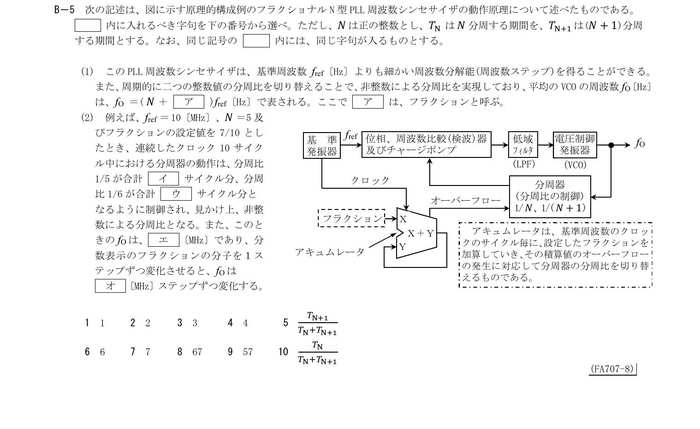 B－5 次の記述は、図に示す原理的構成例のフラクショナル N 型 PLL 周波数シンセサイザの動作原理について述べたものである。
内に入れるべき字句を下の番号から選べ。ただし、N は正の整数とし、TN は N 分周する期間を、TN+1 は(N + 1)分周
する期間とする。なお、同じ記号の 内には、同じ字句が入るものとする。
(1) この PLL 周波数シンセサイザは、基準周波数 fref〔Hz〕よりも細かい周波数分解能(周波数ステップ)を得ることができる。
また、周期的に二つの整数値の分周比を切り替えることで、非整数による分周比を実現しており、平均の VCO の周波数 fO〔Hz〕
は、fO ＝(N + ア )fref〔Hz〕で表される。ここで ア は、フラクションと呼ぶ。
(2) 例えば、fref＝10〔MHz〕、N＝5 及
びフラクションの設定値を 7/10 とし
たとき、連続したクロック 10 サイク
ル中における分周器の動作は、分周比
1/5 が合計 イ サイクル分、分周
比 1/6 が合計 ウ サイクル分と
なるように制御され、見かけ上、非整
数による分周比となる。また、このと
きの fO は、 エ 〔MHz〕であり、分
数表示のフラクションの分子を 1 ス
テップずつ変化させると、fO は
オ 〔MHz〕ステップずつ変化する。
基 準
発振器
fref
位相、周波数比較(検波)器
及びチャージポンプ
低域
フィルタ
(LPF)
電圧制御
発振器
(VCO)
fO
クロック
オーバーフロー
分周器
(分周比の制御)
1/N、1/(N + 1)
フラクション
X
X + Y
Y
アキュムレータ
アキュムレータは、基準周波数のクロッ
クのサイクル毎に、設定したフラクションを
加算していき、その積算値のオーバーフロー
の発生に対応して分周器の分周比を切り替
えるものである。
1 1 2 2 3 3 4 4 5 TN+1/(TN+TN+1)
6 6 7 7 8 67 9 57 10 TN/(TN+TN+1)
(FA707-8)